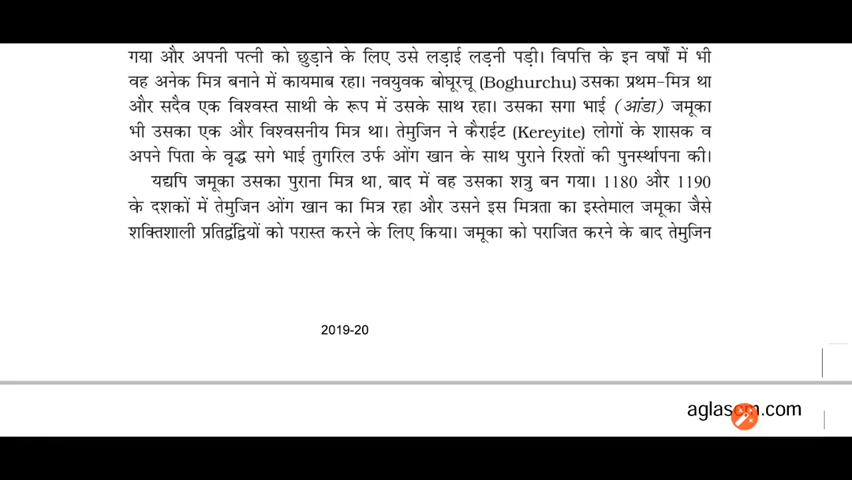 गया और अपनी पत्नी को छुड़ाने के लिए उसे लड़ाई लड़नी पड़ी। विपत्ति के इन वर्षों में भी
वह अनेक मित्र बनाने में कायमाब रहा। नवयुवक बोघूरचू (Boghurchu) उसका प्रथम-मित्र था
और सदैव एक विश्वस्त साथी के रूप में उसके साथ रहा। उसका सगा भाई (आंडा) जमूका
भी उसका एक और विश्वसनीय मित्र था। तेमुजिन ने कैराईट (Kereyite) लोगों के शासक व
अपने पिता के वृद्ध सगे भाई तुगरिल उर्फ ओंग खान के साथ पुराने रिश्तों की पुनर्स्थापना की।
यद्यपि जमूका उसका पुराना मित्र था, बाद में वह उसका शत्रु बन गया। 1180 और 1190
के दशकों में तेमुजिन ओंग खान का मित्र रहा और उसने इस मित्रता का इस्तेमाल जमूका जैसे
शक्तिशाली प्रतिद्वंद्वियों को परास्त करने के लिए किया। जमूका को पराजित करने के बाद तेमुजिन
2019-20